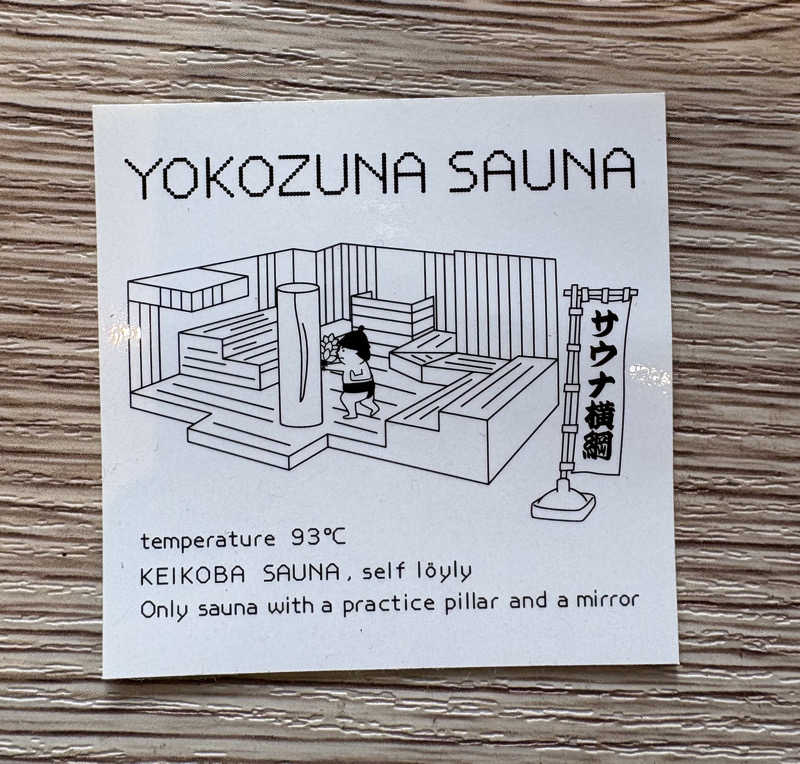 YOKOZUNA SAUNA
サウナ横綱
temperature 93℃
KEIKOBA SAUNA, self löyly
Only sauna with a practice pillar and a mirror